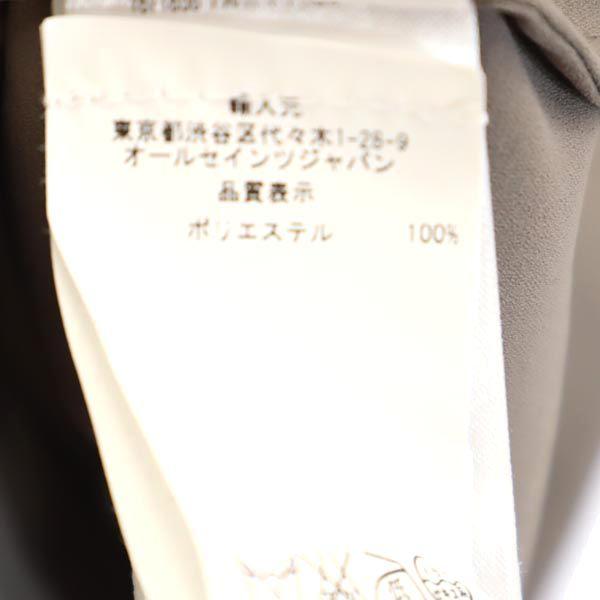 輸入元
東京都渋谷区代々木1-28-9
オールセインツジャパン
品質表示
ポリエステル 100%